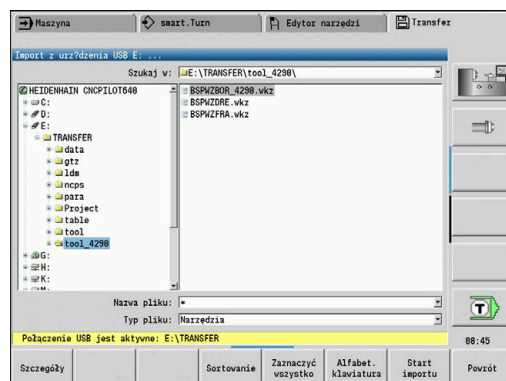 Maszyna smart.Turn Edytor narzędzi Transfer
Import z urz?dzenia USB E: ...
Szukaj w: E:\TRANSFER\tool_4290\
HEIDENHAIN CNCPILOT640
C:
D:
E:
TRANSFER
data
gtz
ldm
ncps
para
Project
table
tool
tool_4290
G:
H:
K:
BSPWZBOR_4290.wkz
BSPWZDRE.wkz
BSPWZFRA.wkz
Nazwa pliku: *
Typ pliku: Narzędzia
Połączenie USB jest aktywne: E:\TRANSFER
T
08:45
Szczegóły Sortowanie Zaznaczyć wszystko Alfabet. klawiatura Start importu Powrót